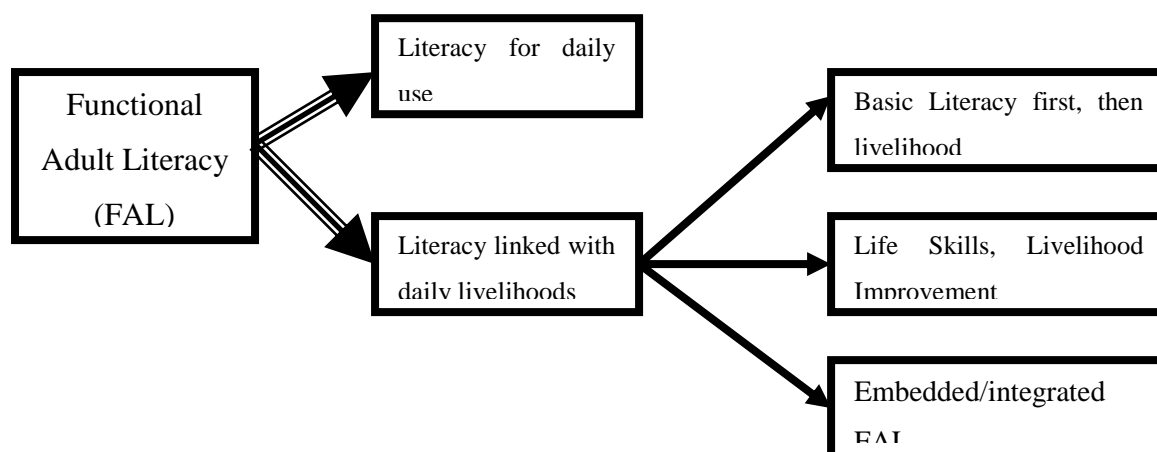 Functional
Adult Literacy
(FAL)
Literacy for daily
use
Literacy linked with
daily livelihoods
Basic Literacy first, then
livelihood
Life Skills, Livelihood
Improvement
Embedded/integrated
FAL